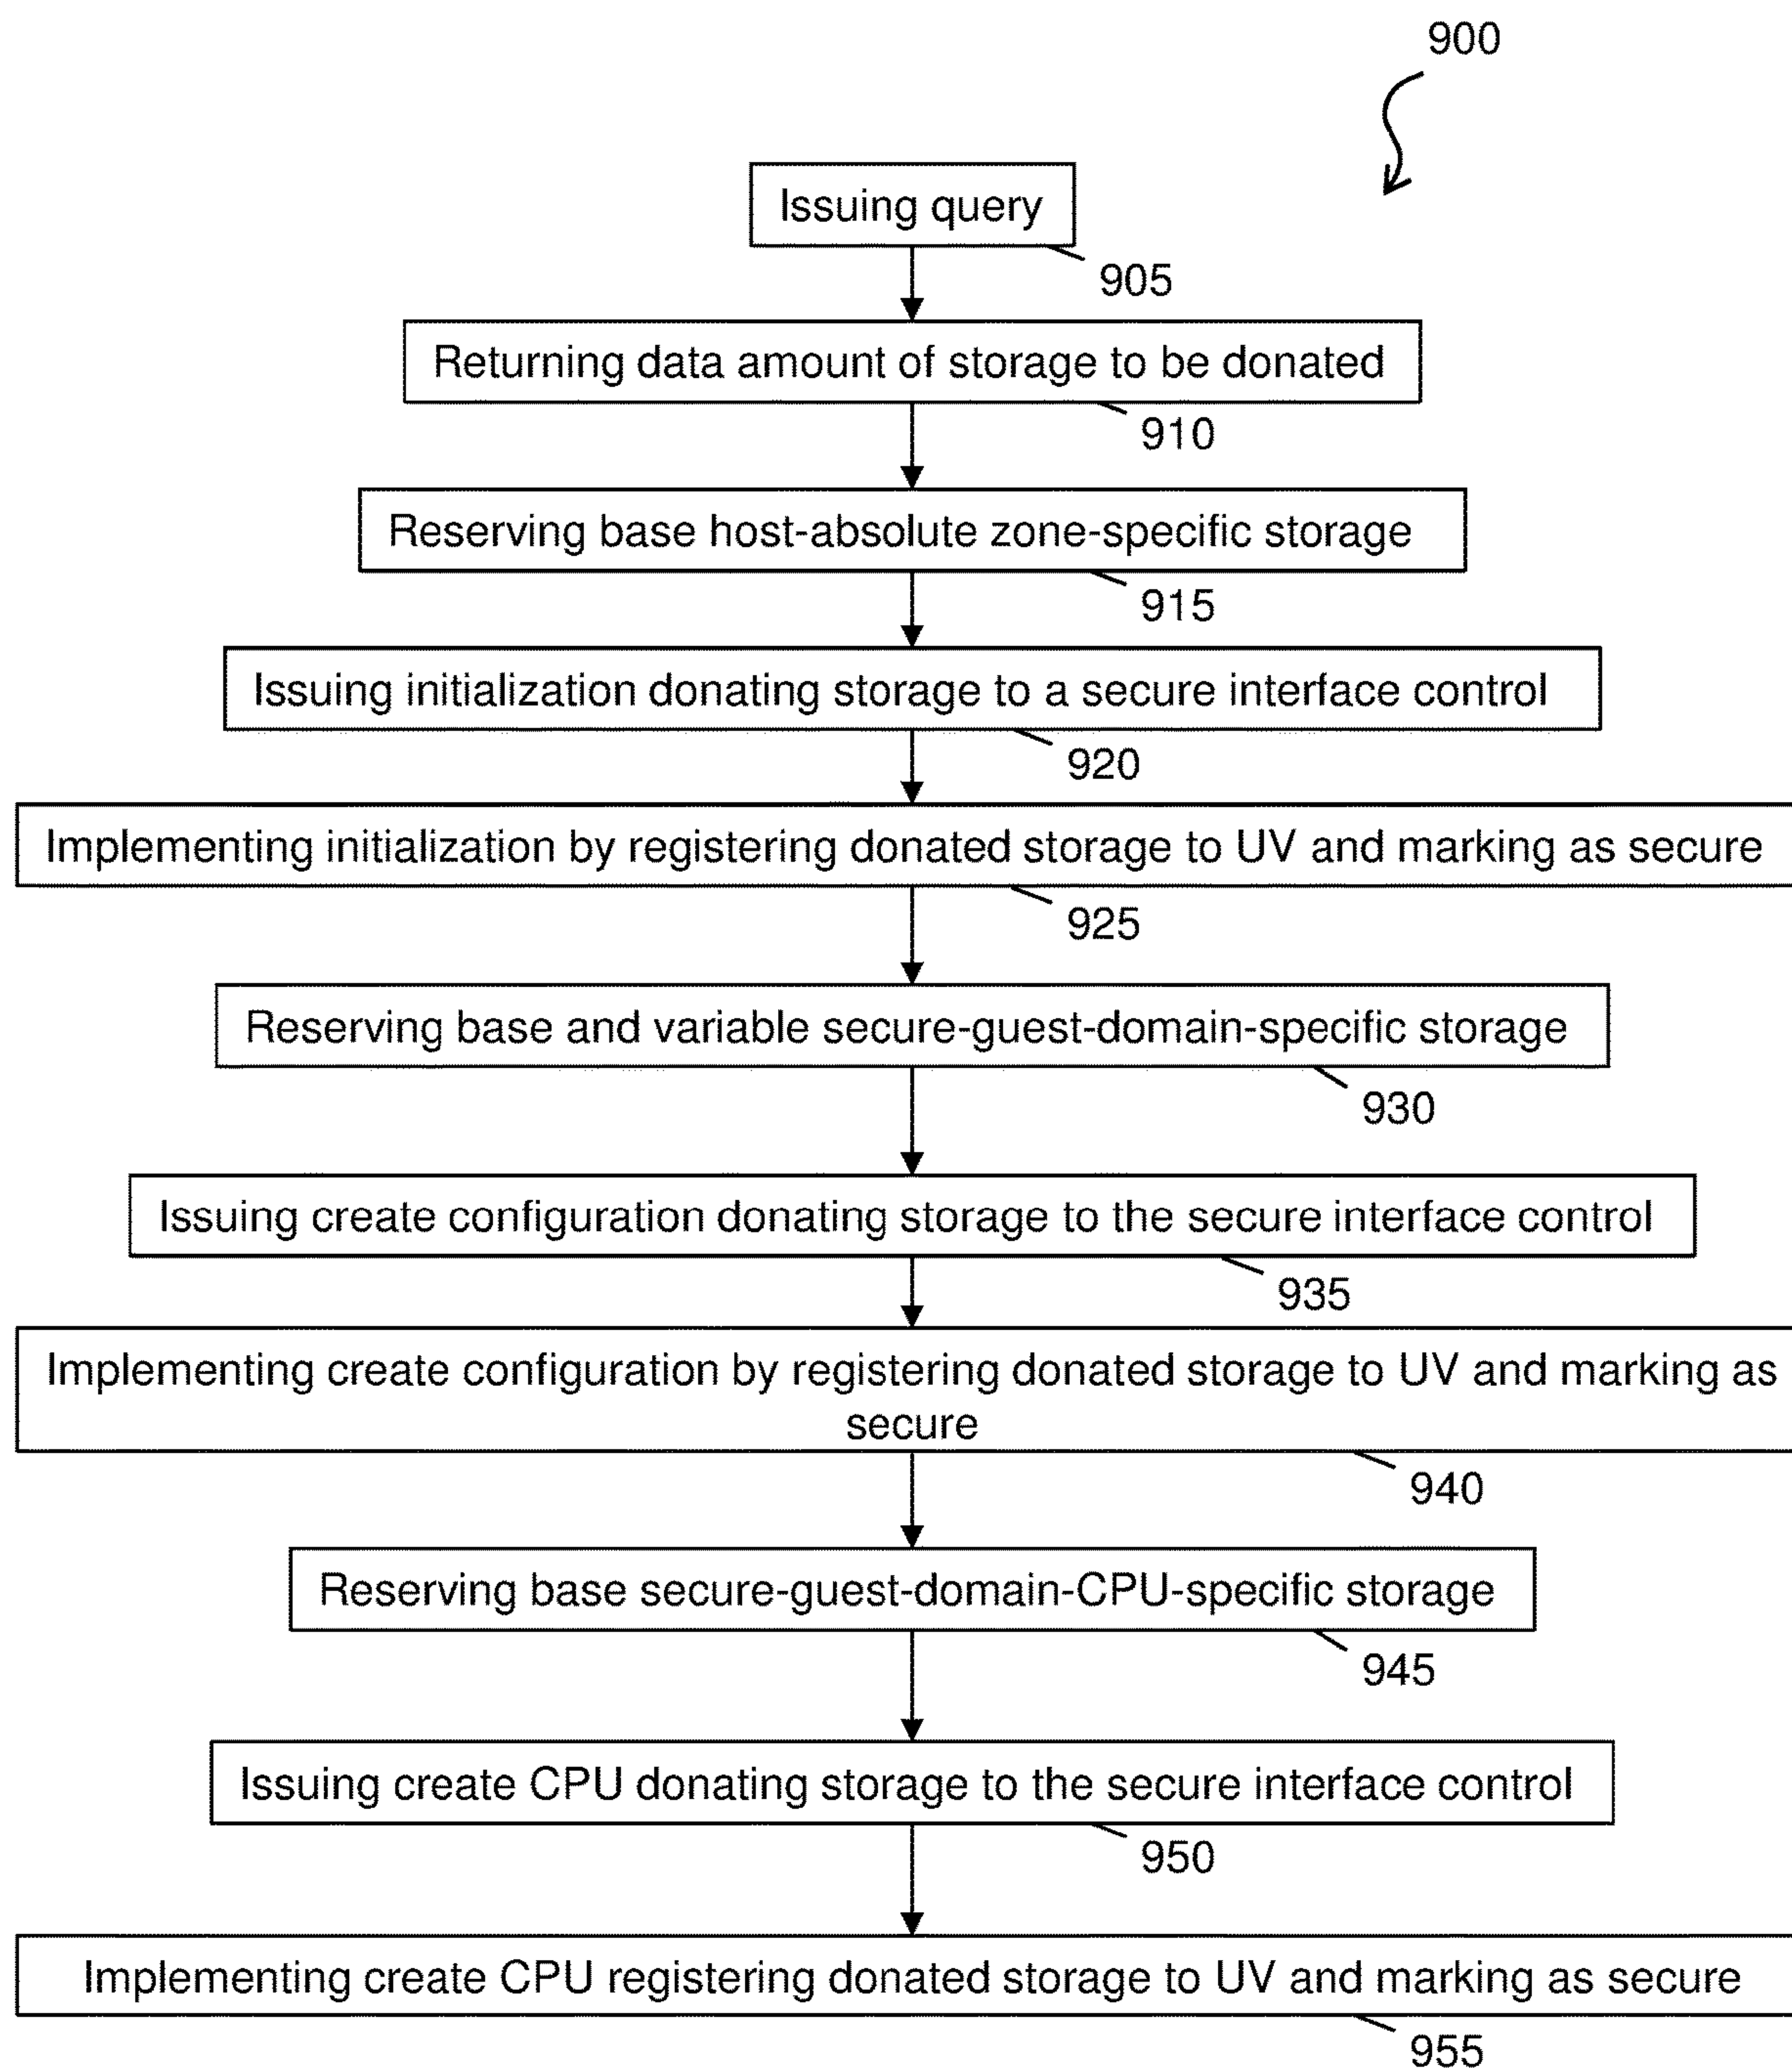 900
Issuing query
905
Returning data amount of storage to be donated
910
Reserving base host-absolute zone-specific storage
915
Issuing initialization donating storage to a secure interface control
920
Implementing initialization by registering donated storage to UV and marking as secure
925
Reserving base and variable secure-guest-domain-specific storage
930
Issuing create configuration donating storage to the secure interface control
935
Implementing create configuration by registering donated storage to UV and marking as
secure
940
Reserving base secure-guest-domain-CPU-specific storage
945
Issuing create CPU donating storage to the secure interface control
950
Implementing create CPU registering donated storage to UV and marking as secure
955